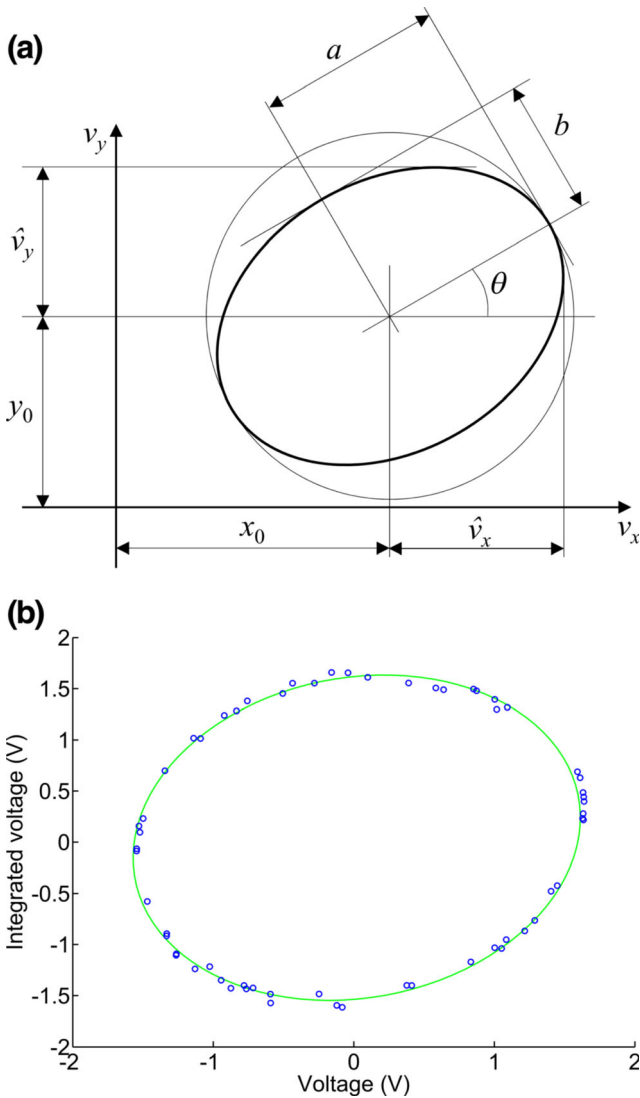 (a)
a
b
v_y
v̂_y
θ
y_0
x_0
v̂_x
v_x
(b)
2
1.5
1
0.5
0
-0.5
-1
-1.5
-2
Integrated voltage (V)
-2 -1 0 1 2
Voltage (V)